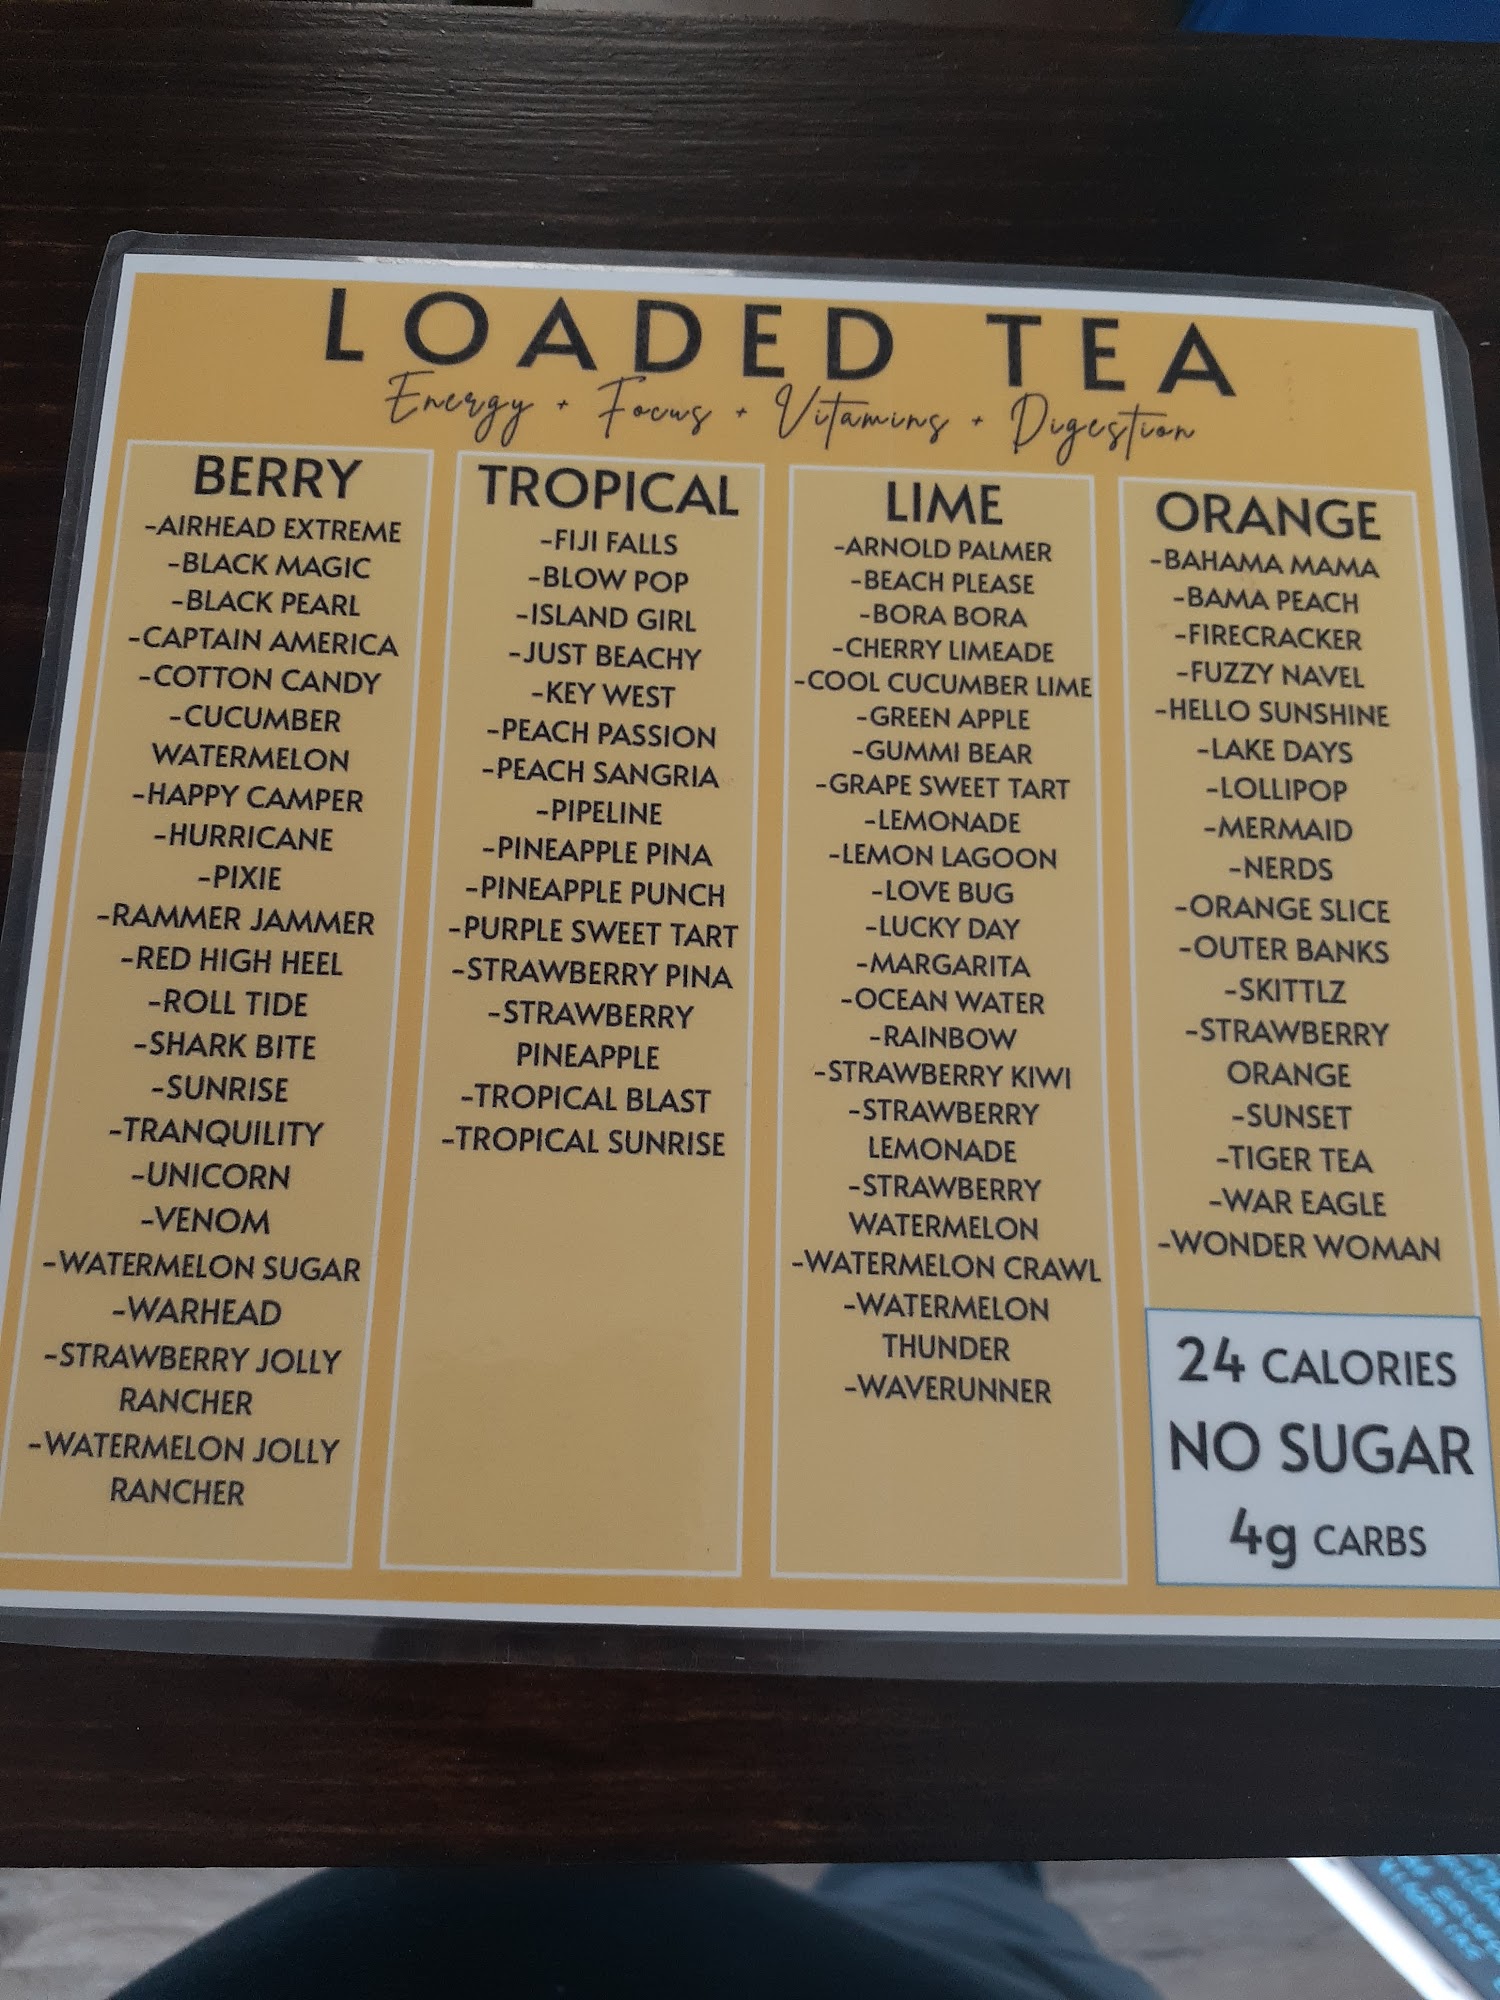 LOADED TEA
Energy + Focus + Vitamins + Digestion
BERRY
-AIRHEAD EXTREME
-BLACK MAGIC
-BLACK PEARL
-CAPTAIN AMERICA
-COTTON CANDY
-CUCUMBER
WATERMELON
-HAPPY CAMPER
-HURRICANE
-PIXIE
-RAMMER JAMMER
-RED HIGH HEEL
-ROLL TIDE
-SHARK BITE
-SUNRISE
-TRANQUILITY
-UNICORN
-VENOM
-WATERMELON SUGAR
-WARHEAD
-STRAWBERRY JOLLY
RANCHER
-WATERMELON JOLLY
RANCHER
TROPICAL
-FIJI FALLS
-BLOW POP
-ISLAND GIRL
-JUST BEACHY
-KEY WEST
-PEACH PASSION
-PEACH SANGRIA
-PIPELINE
-PINEAPPLE PINA
-PINEAPPLE PUNCH
-PURPLE SWEET TART
-STRAWBERRY PINA
-STRAWBERRY
PINEAPPLE
-TROPICAL BLAST
-TROPICAL SUNRISE
LIME
-ARNOLD PALMER
-BEACH PLEASE
-BORA BORA
-CHERRY LIMEADE
-COOL CUCUMBER LIME
-GREEN APPLE
-GUMMI BEAR
-GRAPE SWEET TART
-LEMONADE
-LEMON LAGOON
-LOVE BUG
-LUCKY DAY
-MARGARITA
-OCEAN WATER
-RAINBOW
-STRAWBERRY KIWI
-STRAWBERRY
LEMONADE
-STRAWBERRY
WATERMELON
-WATERMELON CRAWL
-WATERMELON
THUNDER
-WAVERUNNER
ORANGE
-BAHAMA MAMA
-BAMA PEACH
-FIRECRACKER
-FUZZY NAVEL
-HELLO SUNSHINE
-LAKE DAYS
-LOLLIPOP
-MERMAID
-NERDS
-ORANGE SLICE
-OUTER BANKS
-SKITTLZ
-STRAWBERRY
ORANGE
-SUNSET
-TIGER TEA
-WAR EAGLE
-WONDER WOMAN
24 CALORIES
NO SUGAR
4g CARBS